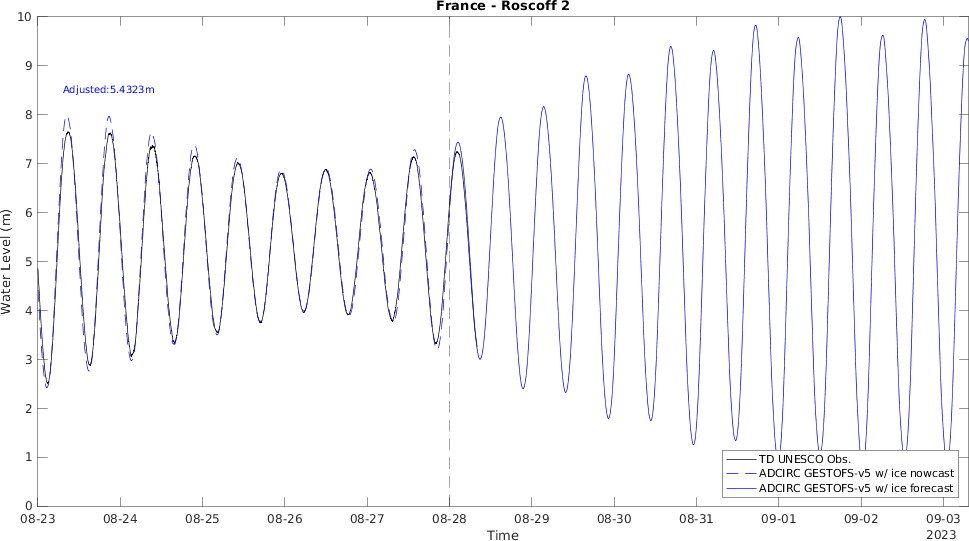 France - Roscoff 2
10
9
8
7
6
5
4
3
2
1
0
Water Level (m)
Adjusted:5.4323m
TD UNESCO Obs.
ADCIRC GESTOFS-v5 w/ ice nowcast
ADCIRC GESTOFS-v5 w/ ice forecast
08-23 08-24 08-25 08-26 08-27 08-28 08-29 08-30 08-31 09-01 09-02 09-03
Time
2023